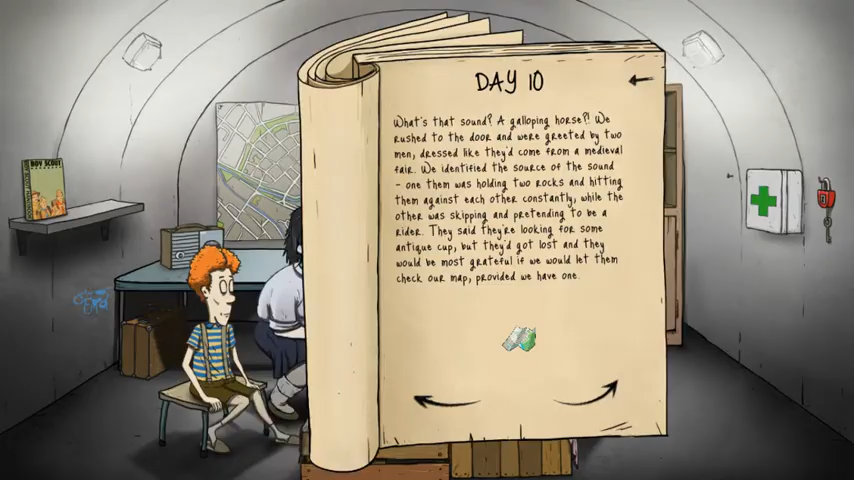 DAY 10
What's that sound? A galloping horse?! We
rushed to the door and were greeted by two
men, dressed like they'd come from a medieval
fair. We identified the source of the sound
- one them was holding two rocks and hitting
them against each other constantly, while the
other was skipping and pretending to be a
rider. They said they're looking for some
antique cup, but they'd got lost and they
would be most grateful if we would let them
check our map, provided we have one.
BOY SCOUT